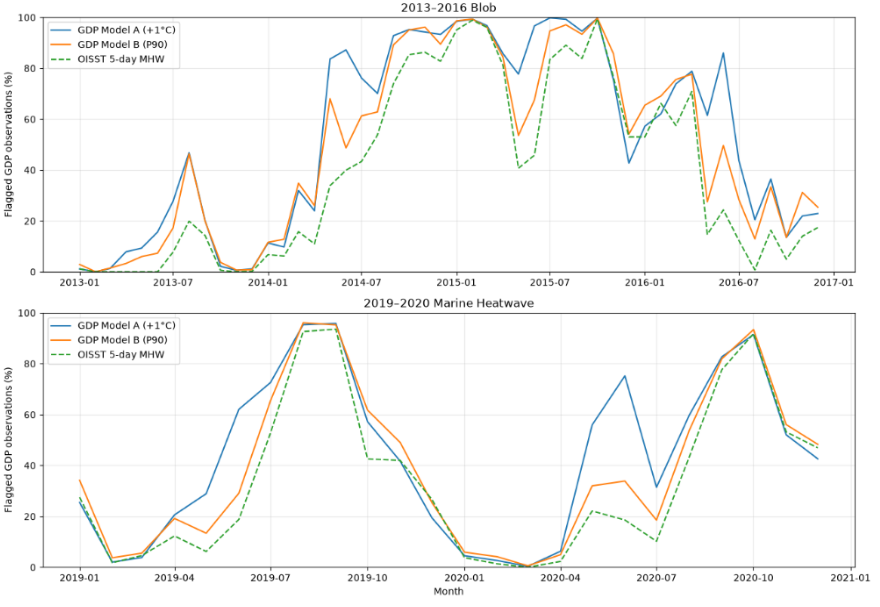 2013–2016 Blob
GDP Model A (+1°C)
GDP Model B (P90)
OISST 5-day MHW
Flagged GDP observations (%)
100
80
60
40
20
0
2013-01 2013-07 2014-01 2014-07 2015-01 2015-07 2016-01 2016-07 2017-01
2019–2020 Marine Heatwave
GDP Model A (+1°C)
GDP Model B (P90)
OISST 5-day MHW
Flagged GDP observations (%)
100
80
60
40
20
0
2019-01 2019-04 2019-07 2019-10 2020-01 2020-04 2020-07 2020-10 2021-01
Month